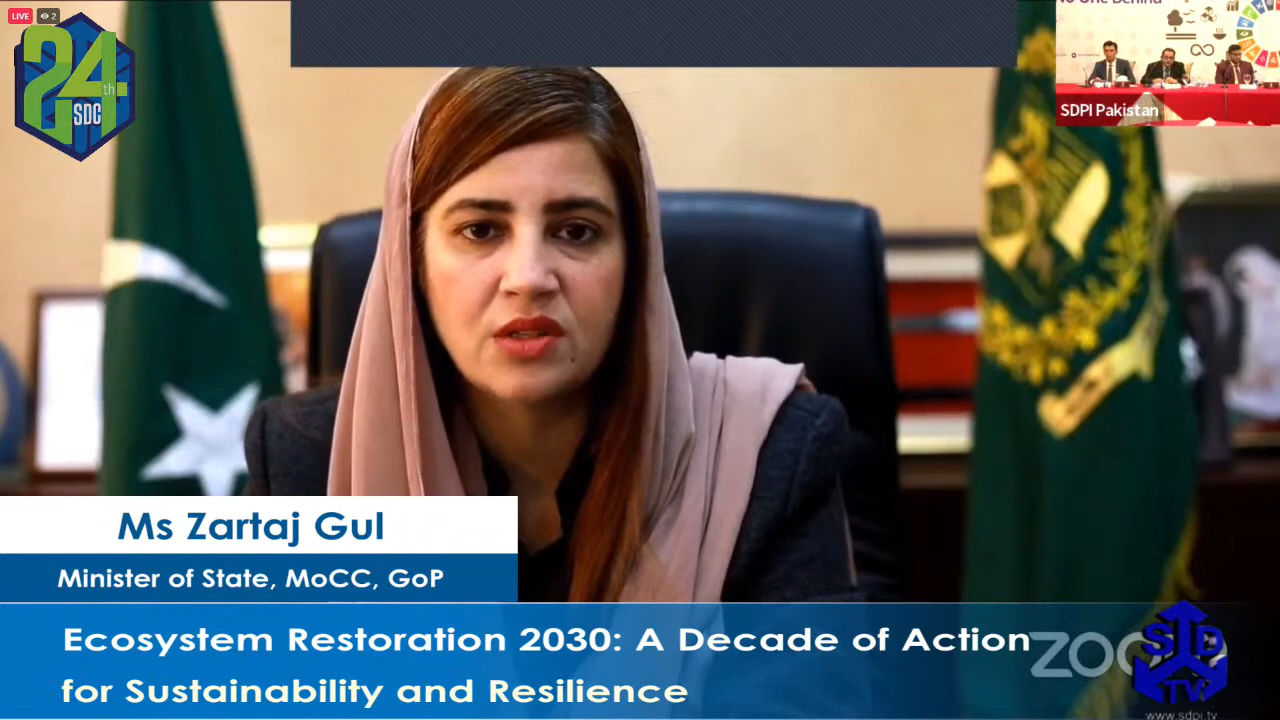 LIVE 2
24th
SDC
No One Behind
SDPI Pakistan
Ms Zartaj Gul
Minister of State, MoCC, GoP
Ecosystem Restoration 2030: A Decade of Action
for Sustainability and Resilience
SD
TV
www.sdpi.tv